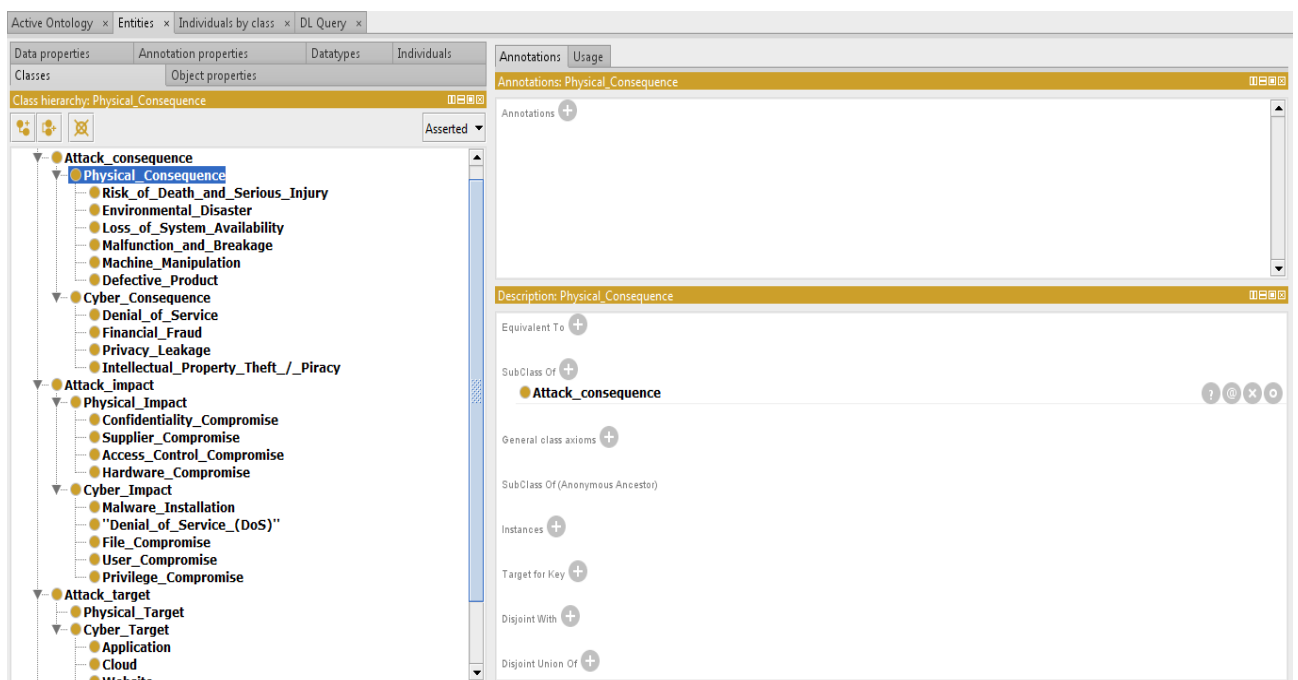 Active Ontology × Entities × Individuals by class × DL Query ×
Data properties Annotation properties Datatypes Individuals
Classes Object properties
Class hierarchy: Physical_Consequence
Asserted
Attack_consequence
Physical_Consequence
Risk_of_Death_and_Serious_Injury
Environmental_Disaster
Loss_of_System_Availability
Malfunction_and_Breakage
Machine_Manipulation
Defective_Product
Cyber_Consequence
Denial_of_Service
Financial_Fraud
Privacy_Leakage
Intellectual_Property_Theft_/_Piracy
Attack_impact
Physical_Impact
Confidentiality_Compromise
Supplier_Compromise
Access_Control_Compromise
Hardware_Compromise
Cyber_Impact
Malware_Installation
"Denial_of_Service_(DoS)"
File_Compromise
User_Compromise
Privilege_Compromise
Attack_target
Physical_Target
Cyber_Target
Application
Cloud
Website
Annotations Usage
Annotations: Physical_Consequence
Annotations
Description: Physical_Consequence
Equivalent To
SubClass Of
Attack_consequence
General class axioms
SubClass Of (Anonymous Ancestor)
Instances
Target for Key
Disjoint With
Disjoint Union Of